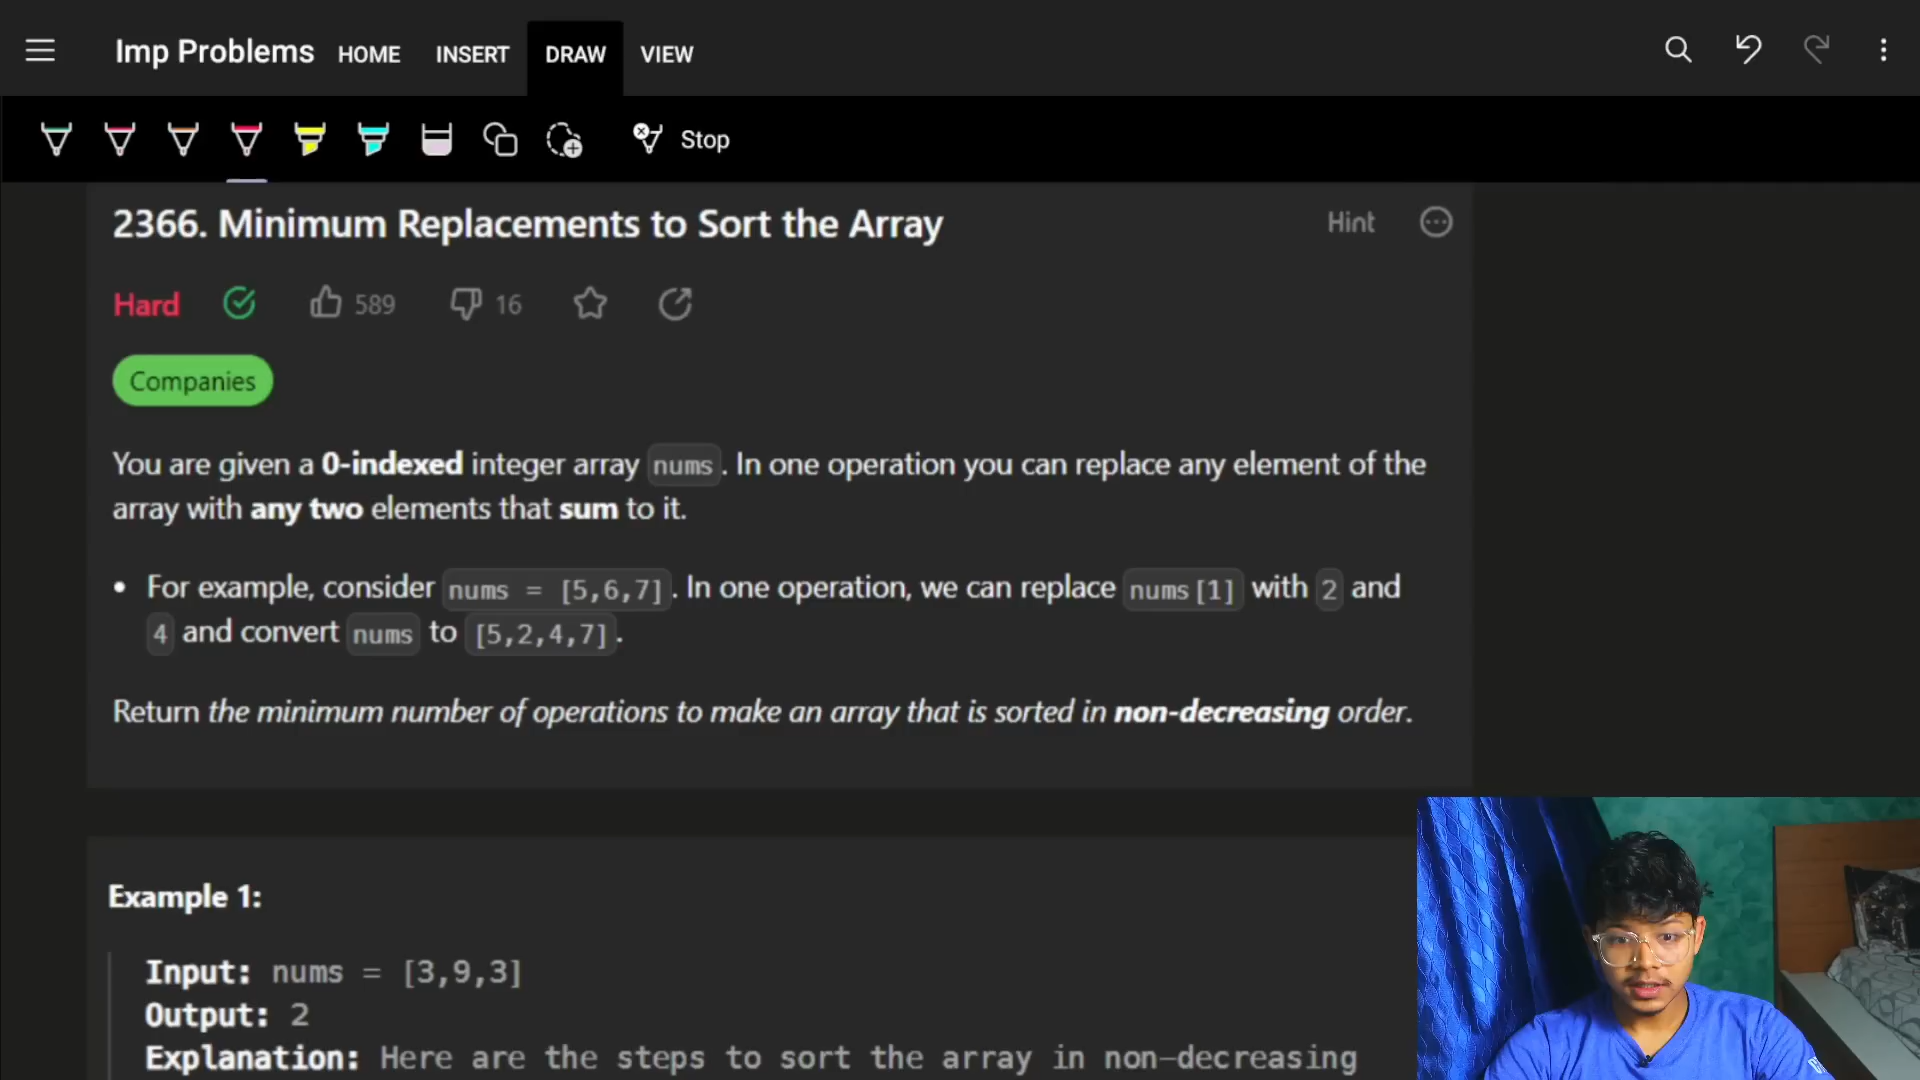 Imp Problems HOME INSERT DRAW VIEW
Stop
2366. Minimum Replacements to Sort the Array
Hint
Hard 589 16
Companies
You are given a 0-indexed integer array nums. In one operation you can replace any element of the
array with any two elements that sum to it.
• For example, consider nums = [5,6,7]. In one operation, we can replace nums[1] with 2 and
4 and convert nums to [5,2,4,7].
Return the minimum number of operations to make an array that is sorted in non-decreasing order.
Example 1:
Input: nums = [3,9,3]
Output: 2
Explanation: Here are the steps to sort the array in non-decreasing